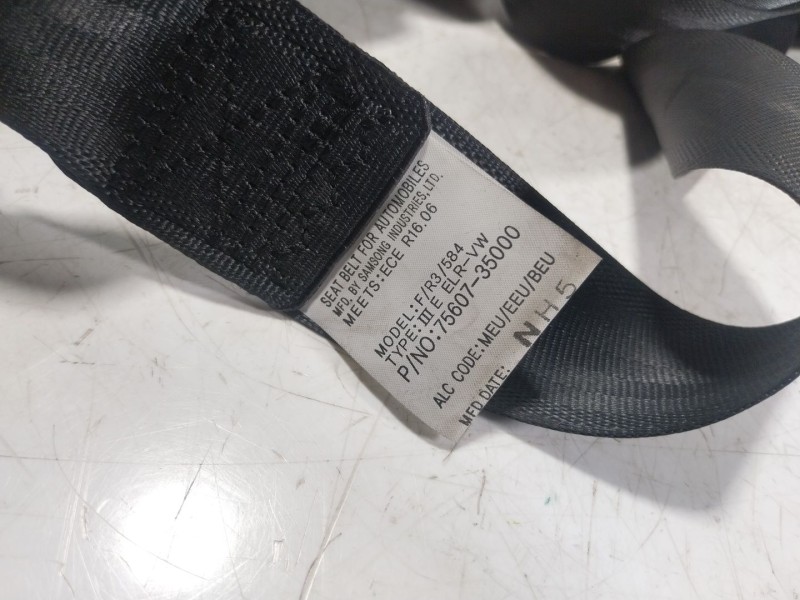 SEAT BELT FOR AUTOMOBILES
MFD. BY SAMSONG INDUSTRIES, LTD.
MEETS:ECE R16.06
MODEL:F/R3/584
TYPE:ⅢE ELR-VW
P/NO:75607-35000
ALC CODE:MEU/EEU/BEU
MFD DATE: NH5